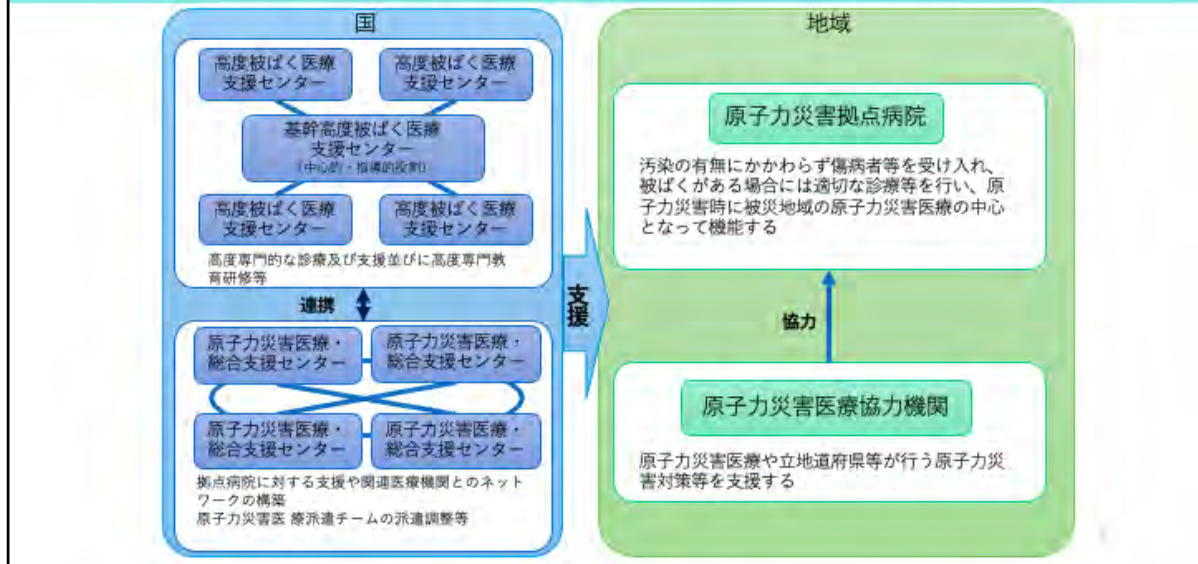 国
高度被ばく医療
支援センター
高度被ばく医療
支援センター
基幹高度被ばく医療
支援センター
（中心的・指導的役割）
高度被ばく医療
支援センター
高度被ばく医療
支援センター
高度専門的な診療及び支援並びに高度専門教
育研修等
連携
原子力災害医療・
総合支援センター
原子力災害医療・
総合支援センター
原子力災害医療・
総合支援センター
原子力災害医療・
総合支援センター
拠点病院に対する支援や関連医療機関とのネット
ワークの構築
原子力災害医 療派遣チームの派遣調整等
支援
地域
原子力災害拠点病院
汚染の有無にかかわらず傷病者等を受け入れ、
被ばくがある場合には適切な診療等を行い、原
子力災害時に被災地域の原子力災害医療の中心
となって機能する
協力
原子力災害医療協力機関
原子力災害医療や立地道府県等が行う原子力災
害対策等を支援する